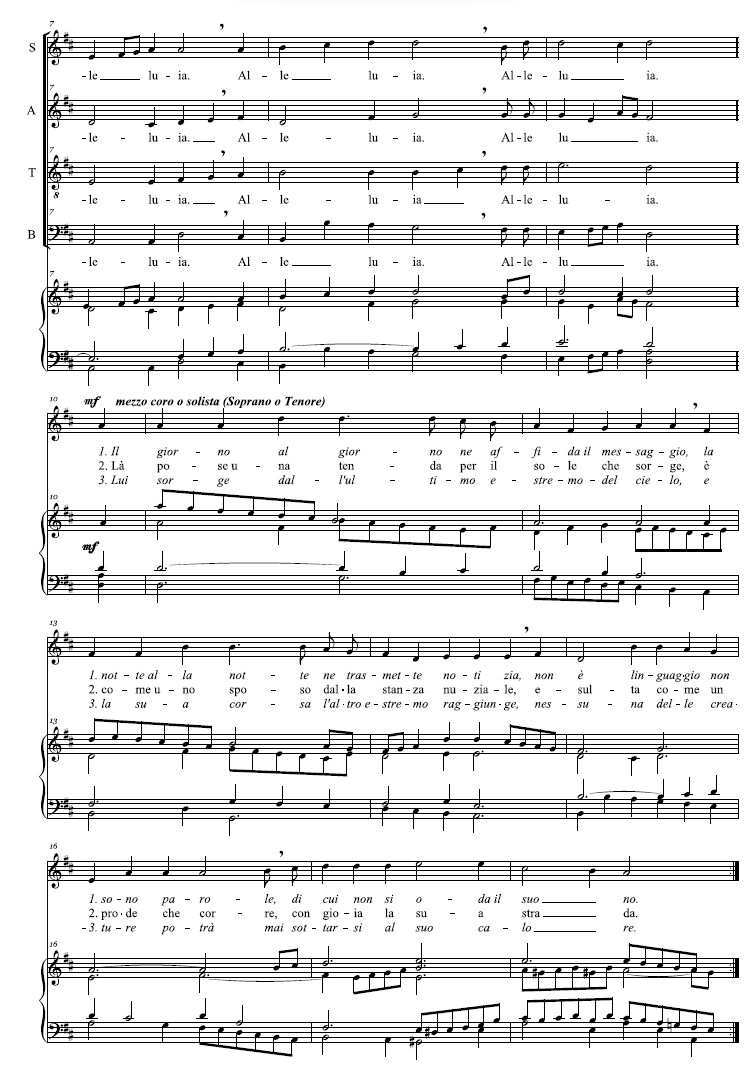 7
S
-le lu - ia. Al - le lu - ia. Al - le - lu ia.
7
A
-le - lu - ia. Al - le - lu - ia. Al - le - lu ia.
7
T
8
-le - lu - ia. Al - le - lu - ia Al - le - lu - ia.
7
B
-le - lu - ia. Al - le lu - ia. Al - le - lu ia.
7
10
mf mezzo coro o solista (Soprano o Tenore)
1. Il gior - no al gior - no ne af - fi - da il mes - sag - gio, la
2. Là po - se u - na ten - da per il so - le che sor - ge, è
3. Lui sor - ge dal - l'ul - ti - mo e - stre - mo del cie - lo, e
10
mf
13
1. not - te al - la not - te ne tras - met - te no - ti zia, non è lin - guag - gio non
2. co - me u - no spo - so dal - la stan - za nu - zia - le, e - sul - ta co - me un
3. la su - a cor - sa l'al - tro e - stre - mo rag - giun - ge, nes - su - na del - le crea -
13
16
1. so - no pa - ro - le, di cui non si o - da il suo no.
2. pro - de che cor - re, con gio - ia la su - a stra da.
-3. tu - re po - trà mai sot - tar - si al suo ca - lo re.
16